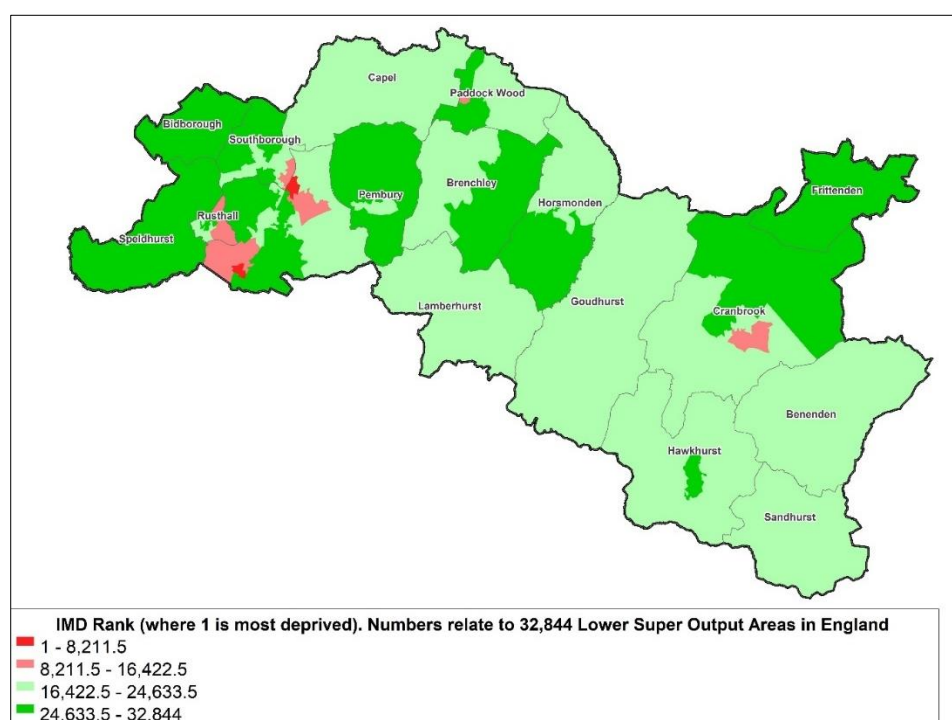 Capel
Paddock Wood
Bidborough
Southborough
Pembury
Brenchley
Horsmonden
Frittenden
Rusthall
Speldhurst
Lamberhurst
Goudhurst
Cranbrook
Benenden
Hawkhurst
Sandhurst
IMD Rank (where 1 is most deprived). Numbers relate to 32,844 Lower Super Output Areas in England
1 - 8,211.5
8,211.5 - 16,422.5
16,422.5 - 24,633.5
24,633.5 - 32,844